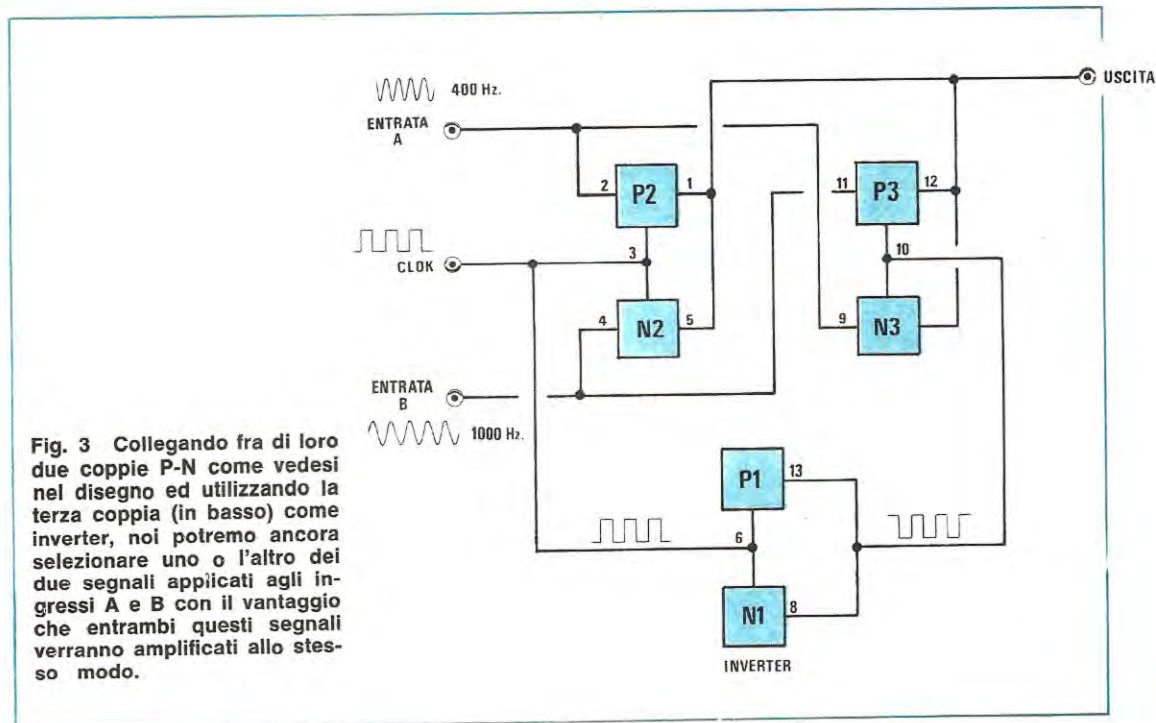 USCITA
400 Hz.
ENTRATA
A
2
P2
1
11
P3
12
3
10
CLOK
4
N2
5
9
N3
ENTRATA
B
1000 Hz.
Fig. 3 Collegando fra di loro
due coppie P-N come vedesi
nel disegno ed utilizzando la
terza coppia (in basso) come
inverter, noi potremo ancora
selezionare uno o l'altro dei
due segnali applicati agli in-
gressi A e B con il vantaggio
che entrambi questi segnali
verranno amplificati allo stes-
so modo.
P1
13
6
N1
8
INVERTER